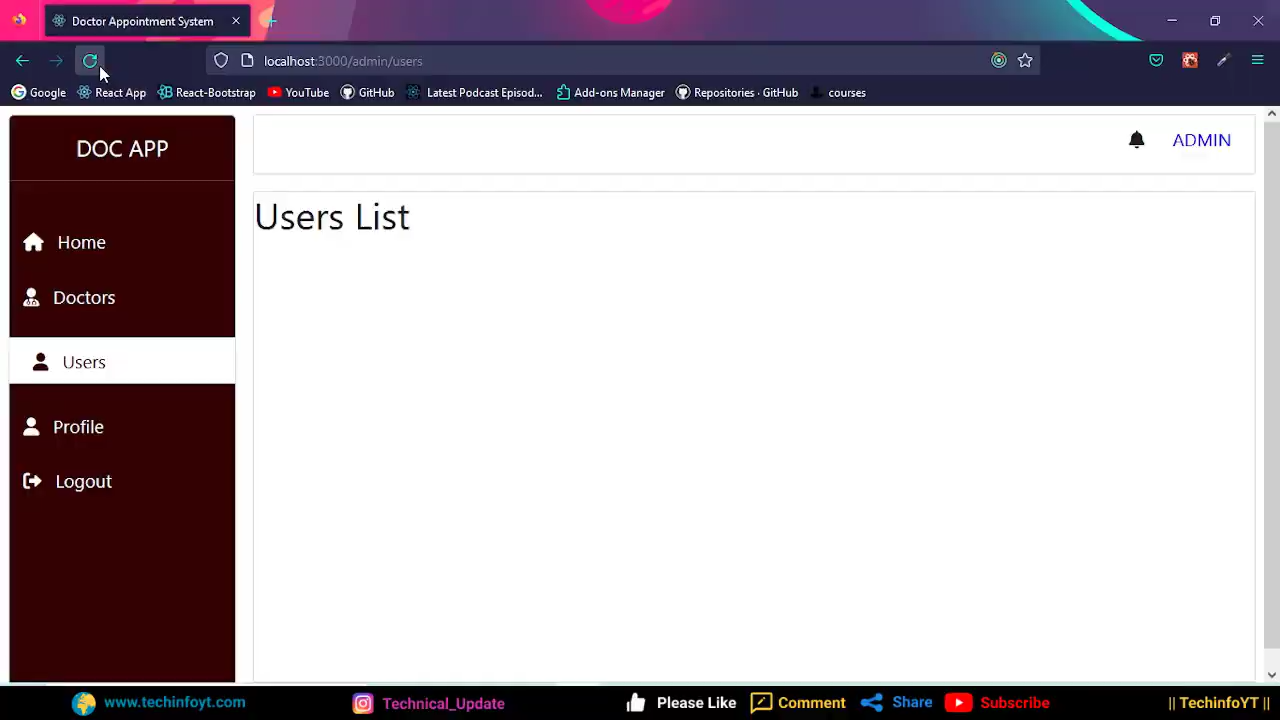 Doctor Appointment System
localhost:3000/admin/users
Google React App React-Bootstrap YouTube GitHub Latest Podcast Episod... Add-ons Manager Repositories · GitHub courses
DOC APP
ADMIN
Users List
Home
Doctors
Users
Profile
Logout
www.techinfoyt.com Technical_Update Please Like Comment Share Subscribe || TechinfoYT ||